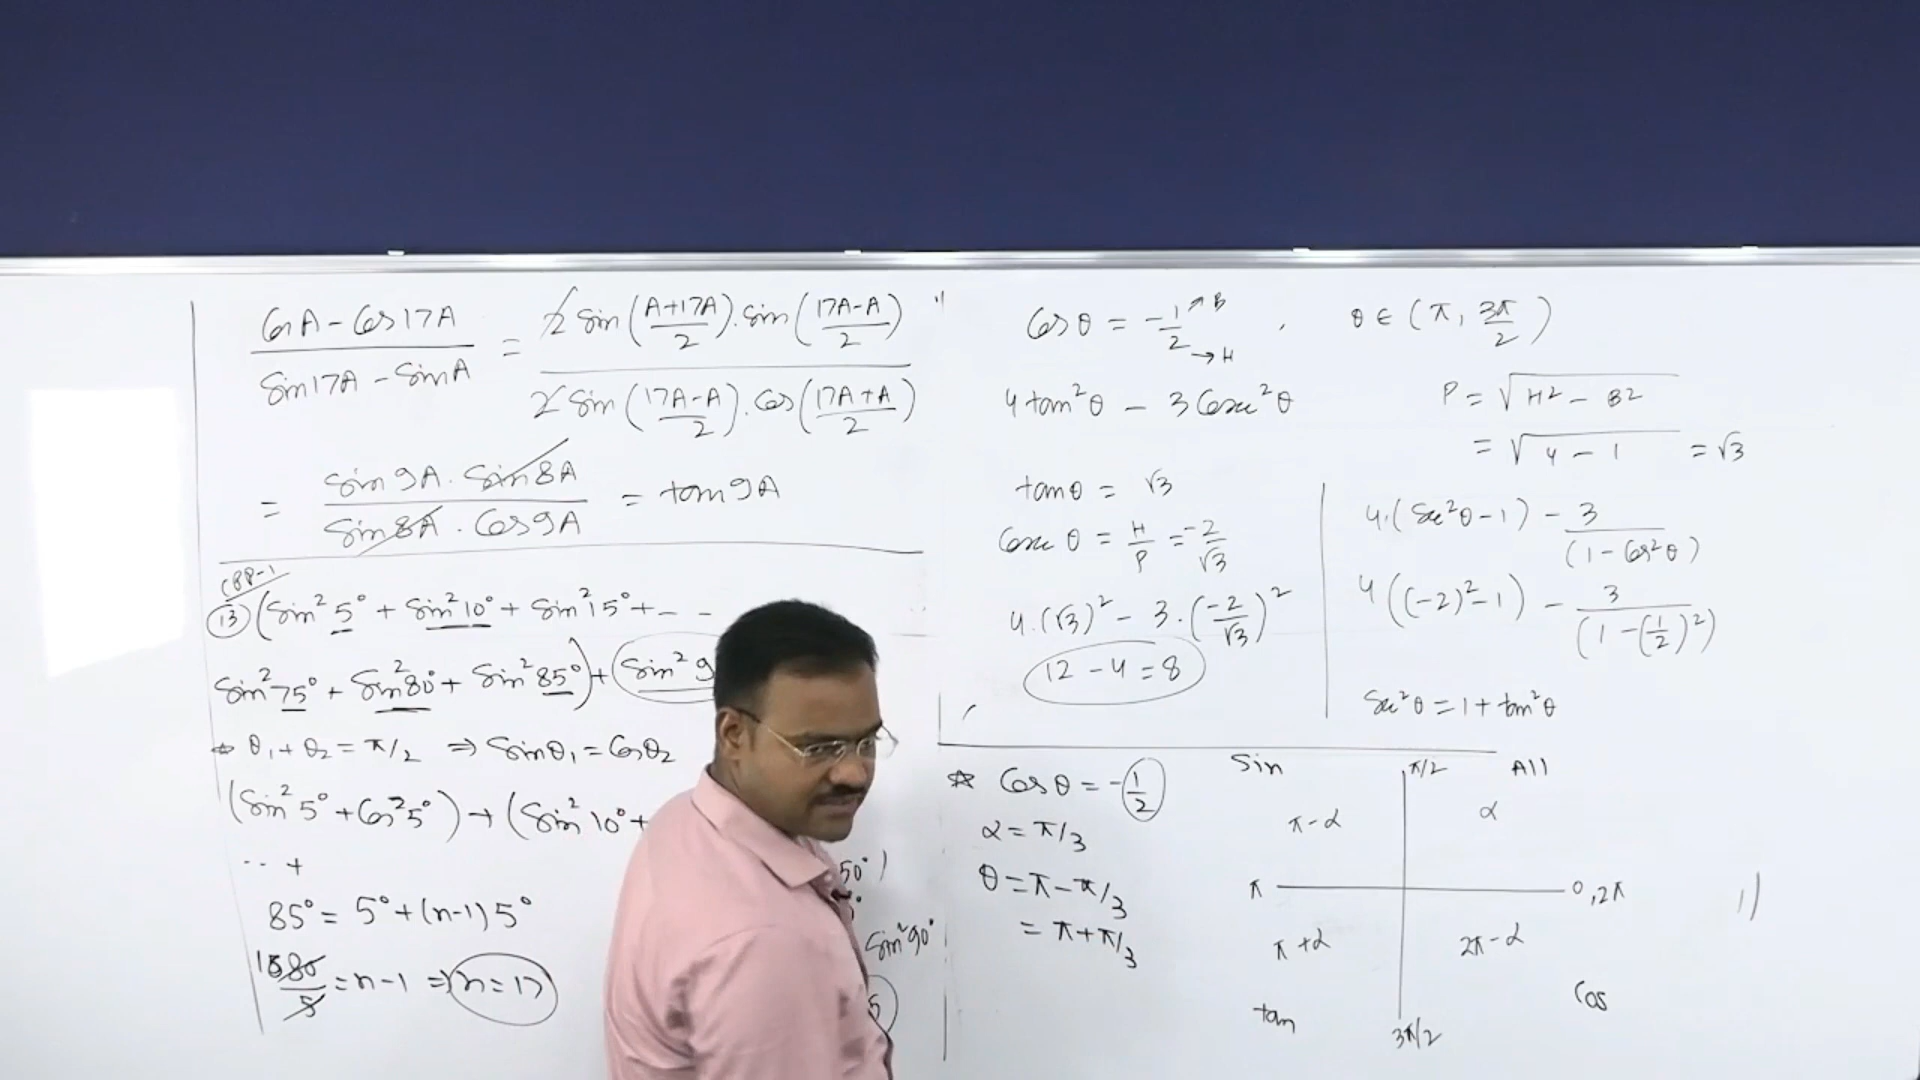 Cos A - Cos 17A / Sin 17A - Sin A = 2 Sin (A+17A / 2) . Sin (17A-A / 2) / 2 Sin (17A-A / 2) . Cos (17A+A / 2)
= Sin 9A . Sin 8A / Sin 8A . Cos 9A = tan 9A
CBP-1
13 (Sin² 5° + Sin² 10° + Sin² 15° + - -
Sin² 75° + Sin² 80° + Sin² 85°) + Sin² 9
θ₁ + θ₂ = π/2 ⇒ Sin θ₁ = Cos θ₂
(Sin² 5° + Cos² 5°) + (Sin² 10° +
.. +
85° = 5° + (n-1) 5°
80 / 5 = n-1 ⇒ n = 17
50° )
Sin² 90°
5
Cos θ = - 1 / 2 , θ ∈ (π, 3π / 2)
→ B
→ H
4 tan² θ - 3 Cosec² θ
P = √H² - B²
= √4 - 1 = √3
tan θ = √3
Cosec θ = H / P = -2 / √3
4 . (√3)² - 3 . (-2 / √3)²
12 - 4 = 8
4 . (Sec² θ - 1) - 3 / (1 - Cos² θ)
4 ((-2)² - 1) - 3 / (1 - (1/2)²)
Sec² θ = 1 + tan² θ
☆ Cos θ = - 1 / 2
α = π/3
θ = π - π/3
= π + π/3
Sin π/2 All
π - α α
π 0, 2π
π + α 2π - α
tan 3π/2 Cos